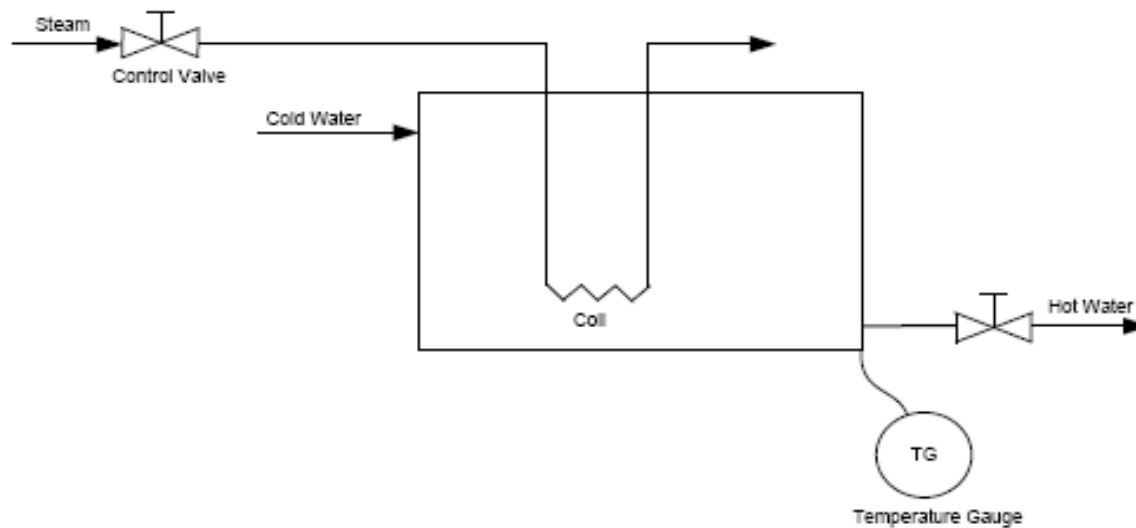 Steam
Control Valve
Cold Water
Coil
Hot Water
TG
Temperature Gauge